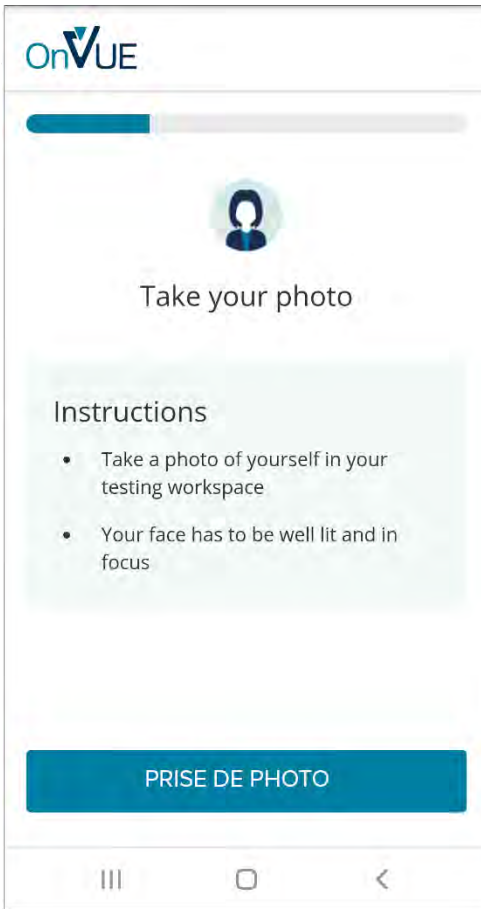 OnVUE
Take your photo
Instructions
• Take a photo of yourself in your
testing workspace
• Your face has to be well lit and in
focus
PRISE DE PHOTO